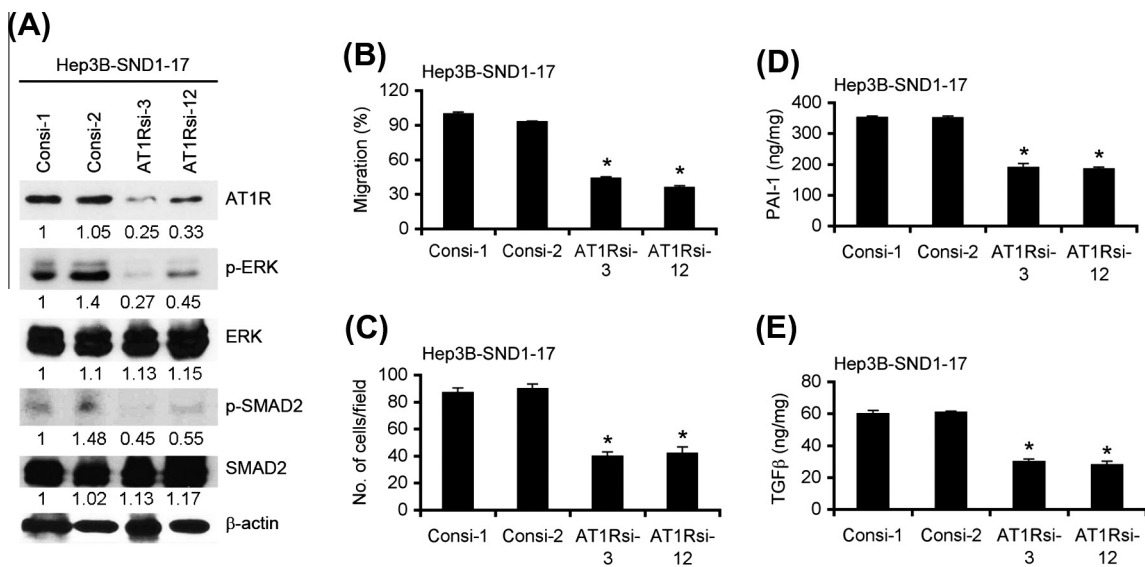 (A)
Hep3B-SND1-17
Consi-1
Consi-2
AT1Rsi-3
AT1Rsi-12
AT1R
1 1.05 0.25 0.33
p-ERK
1 1.4 0.27 0.45
ERK
1 1.1 1.13 1.15
p-SMAD2
1 1.48 0.45 0.55
SMAD2
1 1.02 1.13 1.17
β-actin
(B)
Hep3B-SND1-17
Migration (%)
120
90
60
30
0
* *
Consi-1 Consi-2 AT1Rsi- AT1Rsi-
3 12
(C)
Hep3B-SND1-17
No. of cells/field
100
80
60
40
20
0
* *
Consi-1 Consi-2 AT1Rsi- AT1Rsi-
3 12
(D)
Hep3B-SND1-17
PAI-1 (ng/mg)
400
300
200
100
0
* *
Consi-1 Consi-2 AT1Rsi- AT1Rsi-
3 12
(E)
Hep3B-SND1-17
TGFβ (ng/mg)
80
60
40
20
0
* *
Consi-1 Consi-2 AT1Rsi- AT1Rsi-
3 12